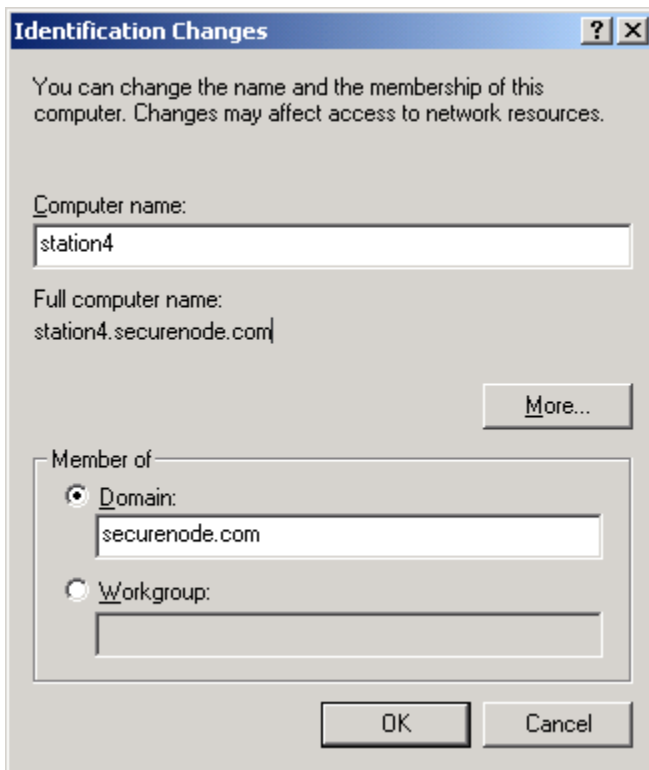 Identification Changes
You can change the name and the membership of this
computer. Changes may affect access to network resources.
Computer name:
station4
Full computer name:
station4.securenode.com
More...
Member of
Domain:
securenode.com
Workgroup:
OK Cancel